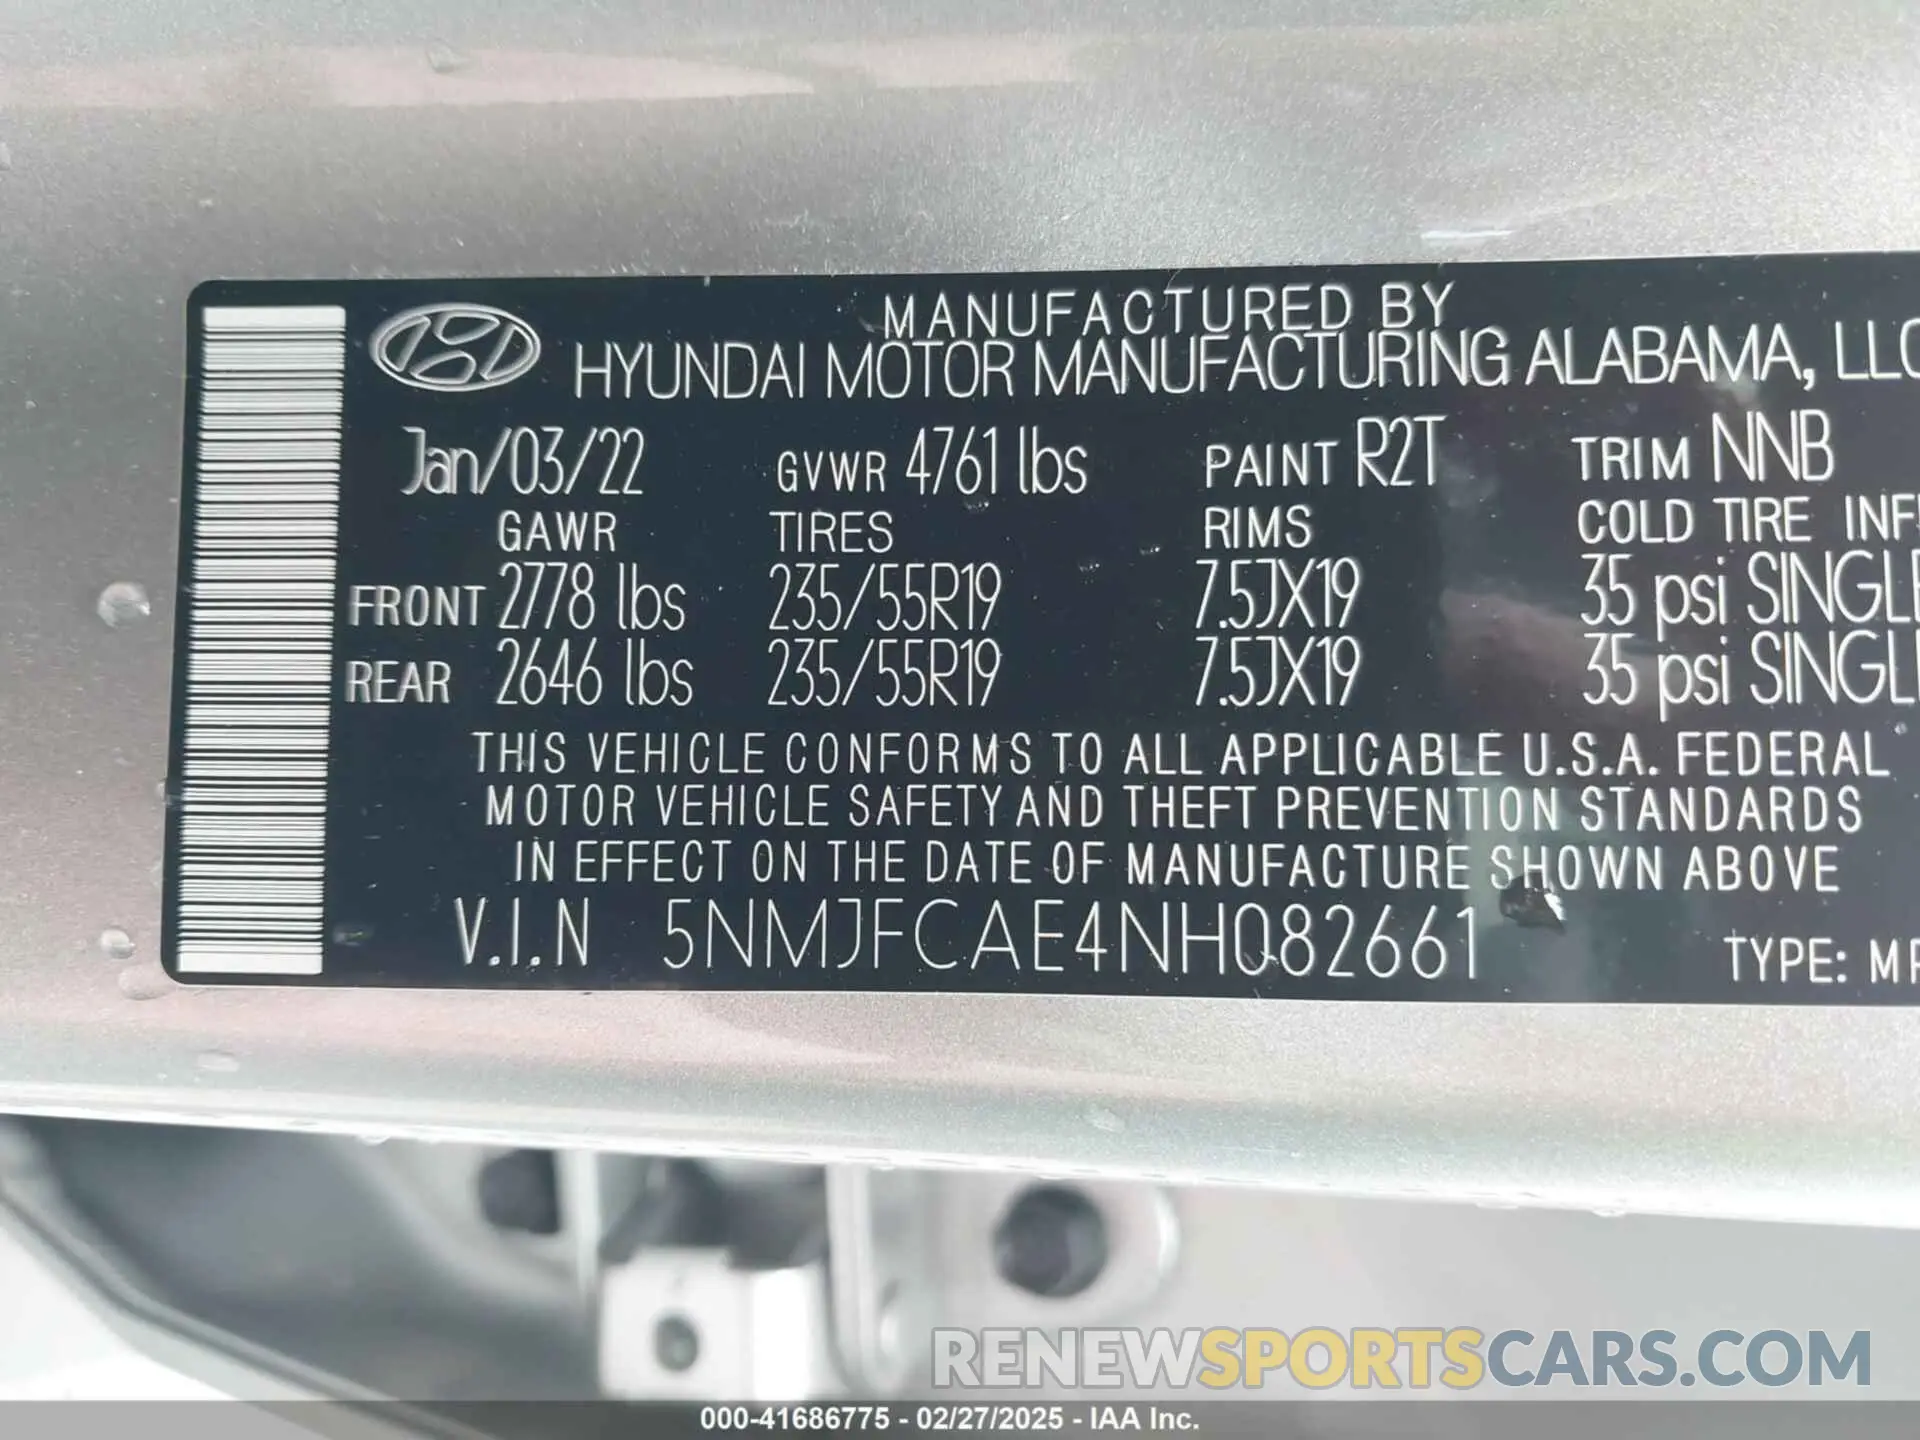 MANUFACTURED BY
HYUNDAI MOTOR MANUFACTURING ALABAMA, LLC
Jan/03/22 GVWR 4761 lbs PAINT R2T TRIM NNB
GAWR TIRES RIMS COLD TIRE INF
FRONT 2778 lbs 235/55R19 7.5JX19 35 psi SINGLE
REAR 2646 lbs 235/55R19 7.5JX19 35 psi SINGLE
THIS VEHICLE CONFORMS TO ALL APPLICABLE U.S.A. FEDERAL
MOTOR VEHICLE SAFETY AND THEFT PREVENTION STANDARDS
IN EFFECT ON THE DATE OF MANUFACTURE SHOWN ABOVE
V.I.N 5NMJFCAE4NH082661
TYPE: MP
RENEWSPORTSCARS.COM
000-41686775 - 02/27/2025 - IAA Inc.